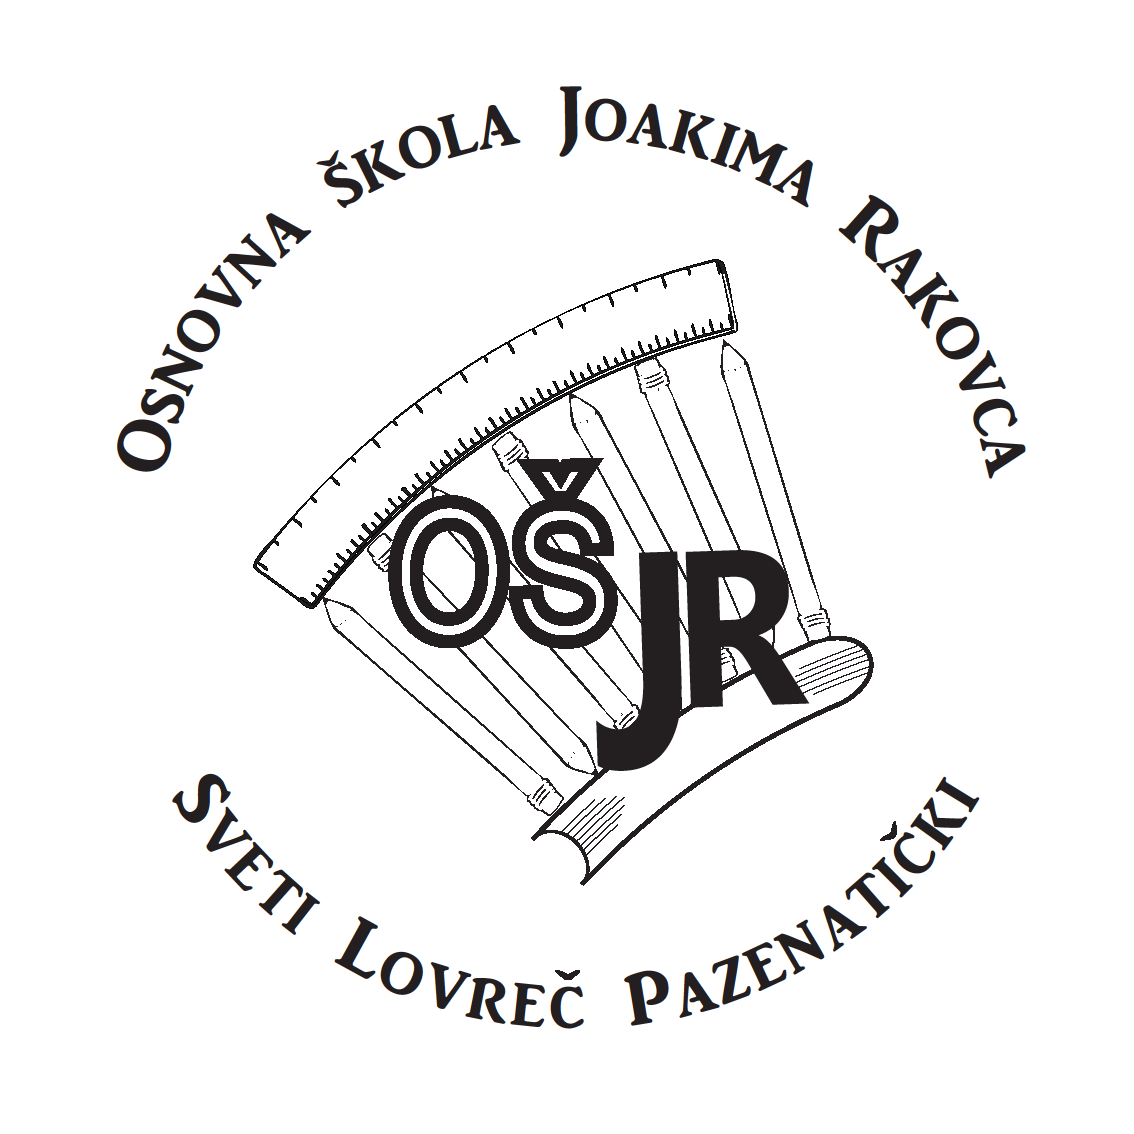 Osnovna škola Joakima Rakovca
OŠ
JR
Sveti Lovreč Pazenatički